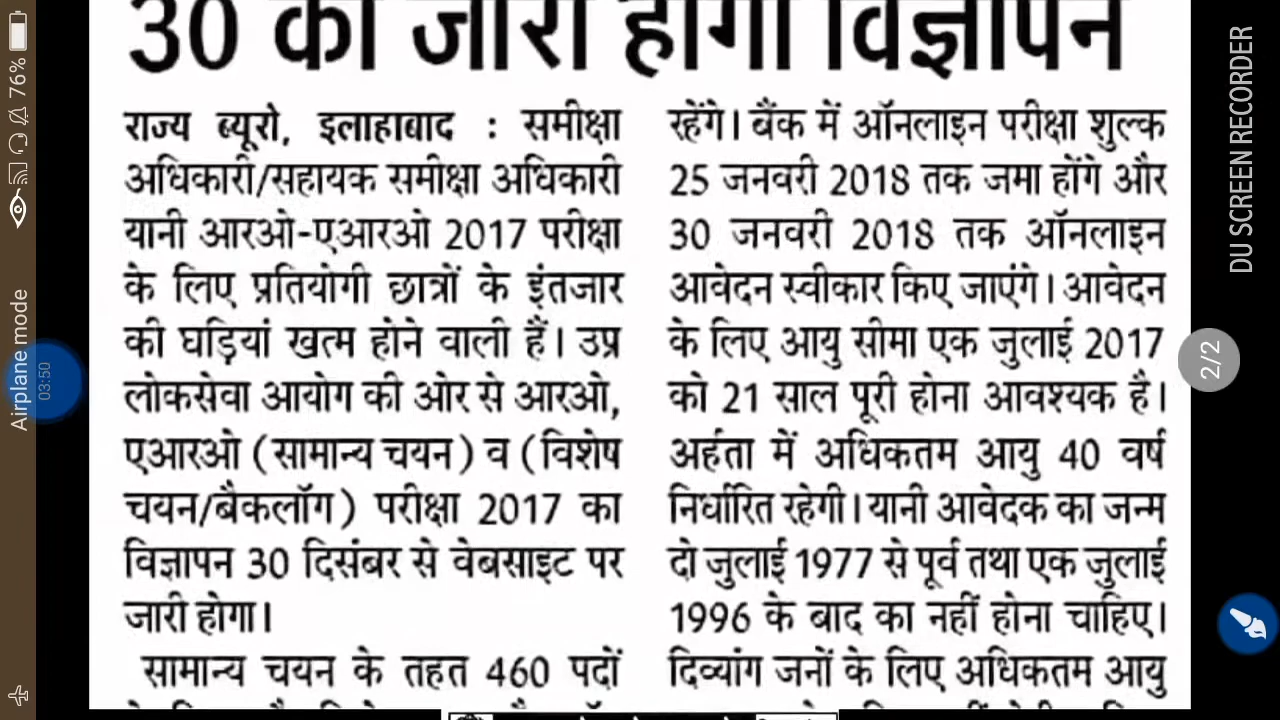 30 को जारी होगा विज्ञापन
राज्य ब्यूरो, इलाहाबाद : समीक्षा
अधिकारी/सहायक समीक्षा अधिकारी
यानी आरओ-एआरओ 2017 परीक्षा
के लिए प्रतियोगी छात्रों के इंतजार
की घड़ियां खत्म होने वाली हैं। उप्र
लोकसेवा आयोग की ओर से आरओ,
एआरओ (सामान्य चयन) व (विशेष
चयन/बैकलॉग) परीक्षा 2017 का
विज्ञापन 30 दिसंबर से वेबसाइट पर
जारी होगा।
सामान्य चयन के तहत 460 पदों
रहेंगे। बैंक में ऑनलाइन परीक्षा शुल्क
25 जनवरी 2018 तक जमा होंगे और
30 जनवरी 2018 तक ऑनलाइन
आवेदन स्वीकार किए जाएंगे। आवेदन
के लिए आयु सीमा एक जुलाई 2017
को 21 साल पूरी होना आवश्यक है।
अर्हता में अधिकतम आयु 40 वर्ष
निर्धारित रहेगी। यानी आवेदक का जन्म
दो जुलाई 1977 से पूर्व तथा एक जुलाई
1996 के बाद का नहीं होना चाहिए।
दिव्यांग जनों के लिए अधिकतम आयु
76%
Airplane mode
03:50
DU SCREEN RECORDER
2/2